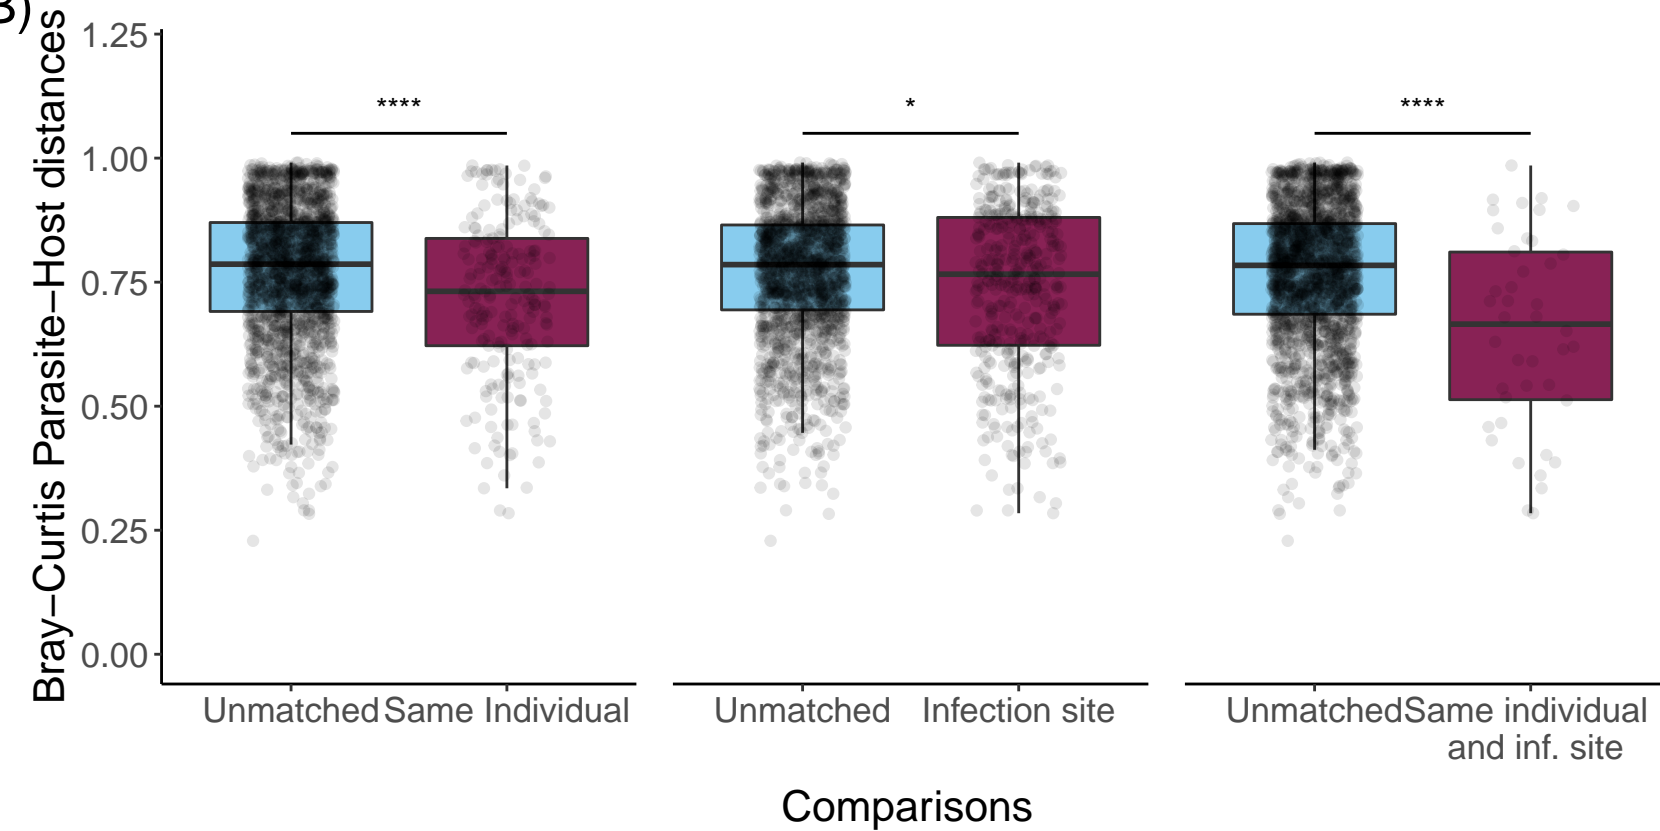 B)
Bray−Curtis Parasite−Host distances
1.25
1.00
0.75
0.50
0.25
0.00
**** * ****
Unmatched Same Individual Unmatched Infection site Unmatched Same individual
and inf. site
Comparisons